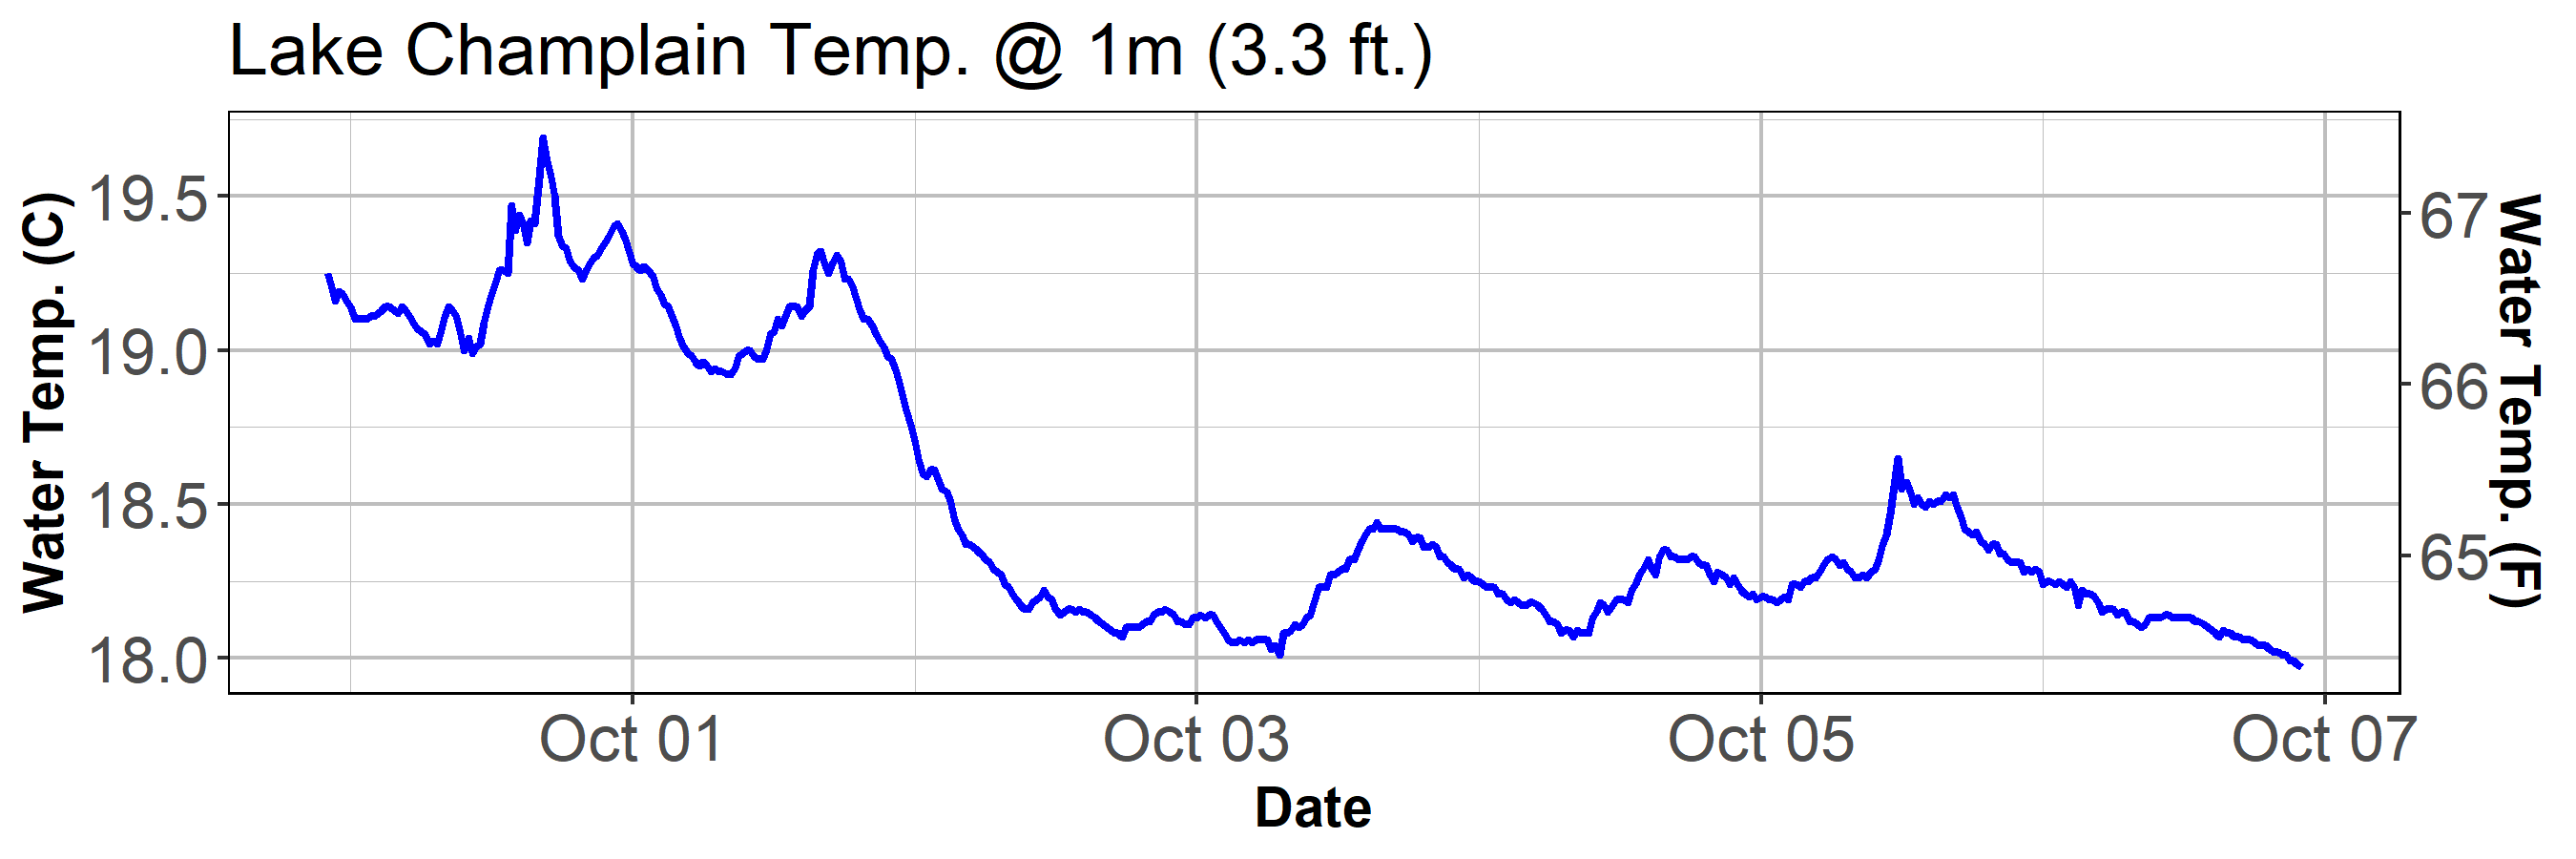 Lake Champlain Temp. @ 1m (3.3 ft.)
Water Temp. (C)
19.5
19.0
18.5
18.0
67
66
65
Water Temp. (F)
Oct 01
Oct 03
Oct 05
Oct 07
Date